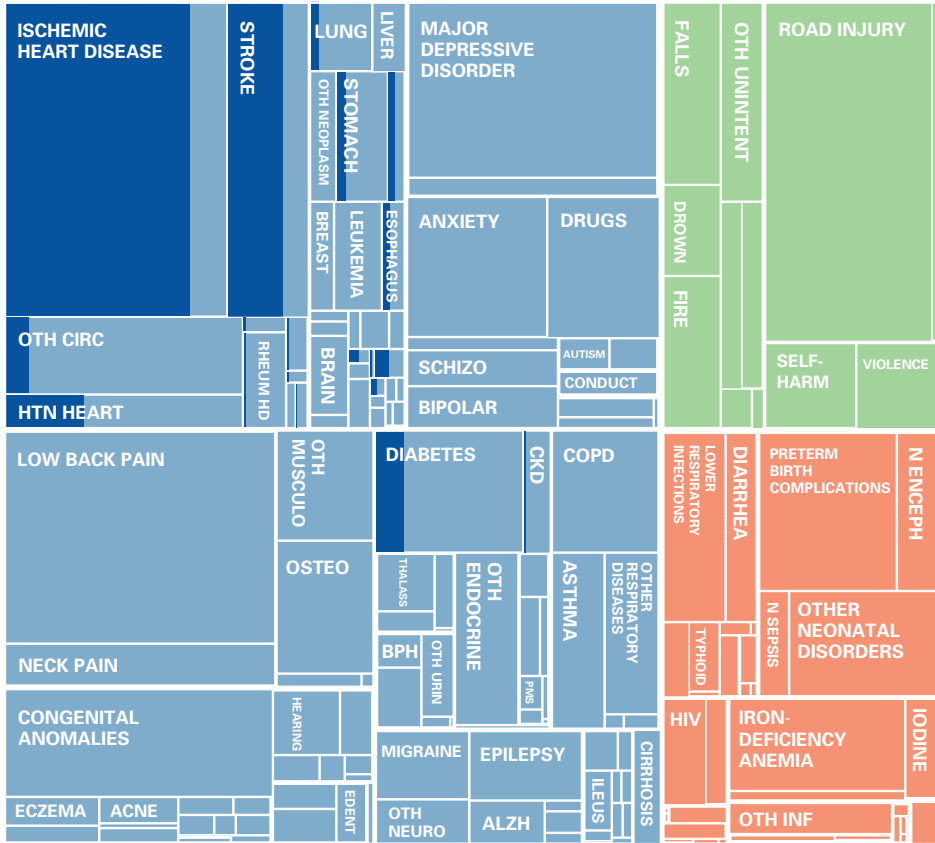 ISCHEMIC
HEART DISEASE
STROKE
LUNG
LIVER
OTH NEOPLASM
STOMACH
BREAST
LEUKEMIA
ESOPHAGUS
OTH CIRC
HTN HEART
RHEUM HD
BRAIN
MAJOR
DEPRESSIVE
DISORDER
ANXIETY
DRUGS
SCHIZO
BIPOLAR
AUTISM
CONDUCT
FALLS
OTH UNINTENT
ROAD INJURY
DROWN
FIRE
SELF-
HARM
VIOLENCE
LOW BACK PAIN
NECK PAIN
OTH
MUSCULO
OSTEO
CONGENITAL
ANOMALIES
HEARING
ECZEMA
ACNE
EDENT
DIABETES
CKD
COPD
THALASS
OTH
ENDOCRINE
ASTHMA
OTHER
RESPIRATORY
DISEASES
BPH
OTH URIN
PMS
MIGRAINE
EPILEPSY
OTH
NEURO
ALZH
ILEUS
CIRRHOSIS
LOWER
RESPIRATORY
INFECTIONS
DIARRHEA
PRETERM
BIRTH
COMPLICATIONS
N ENCEPH
TYPHOID
N SEPSIS
OTHER
NEONATAL
DISORDERS
HIV
IRON-
DEFICIENCY
ANEMIA
IODINE
OTH INF